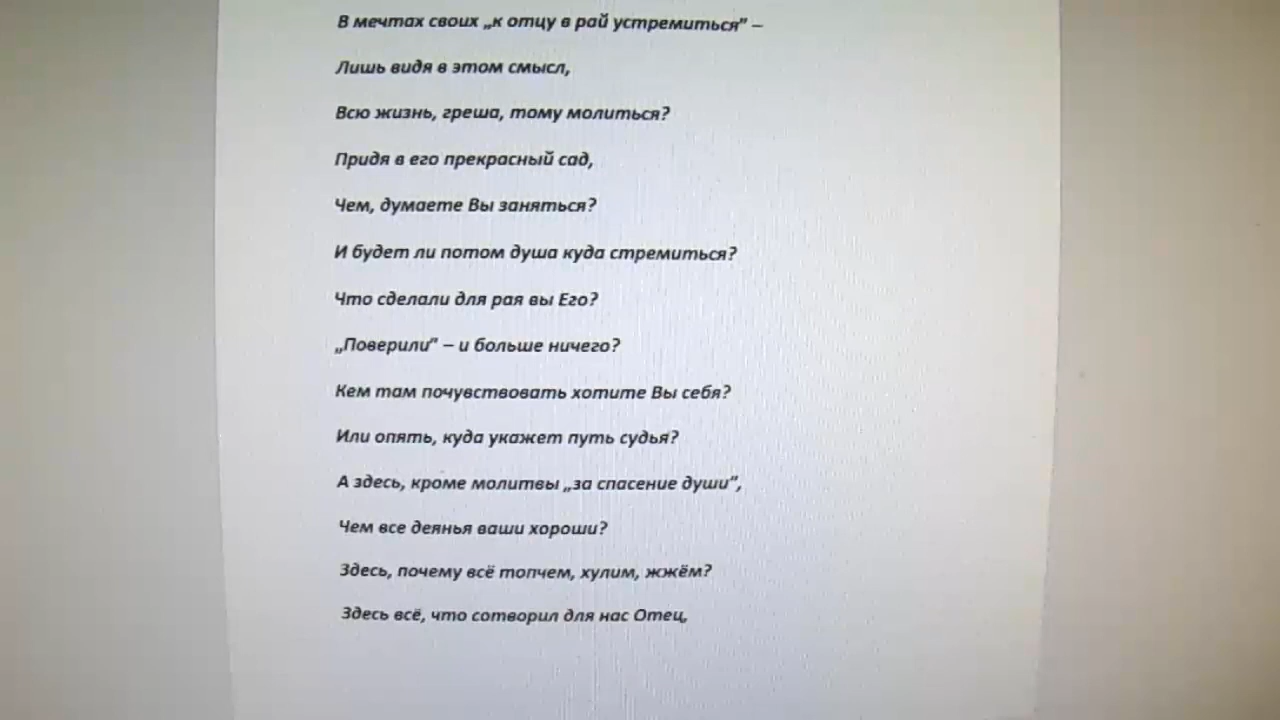 В мечтах своих „к отцу в рай устремиться” –
Лишь видя в этом смысл,
Всю жизнь, греша, тому молиться?
Придя в его прекрасный сад,
Чем, думаете Вы заняться?
И будет ли потом душа куда стремиться?
Что сделали для рая вы Его?
„Поверили” – и больше ничего?
Кем там почувствовать хотите Вы себя?
Или опять, куда укажет путь судья?
А здесь, кроме молитвы „за спасение души”,
Чем все деянья ваши хороши?
Здесь, почему всё топчем, хулим, жжём?
Здесь всё, что сотворил для нас Отец,